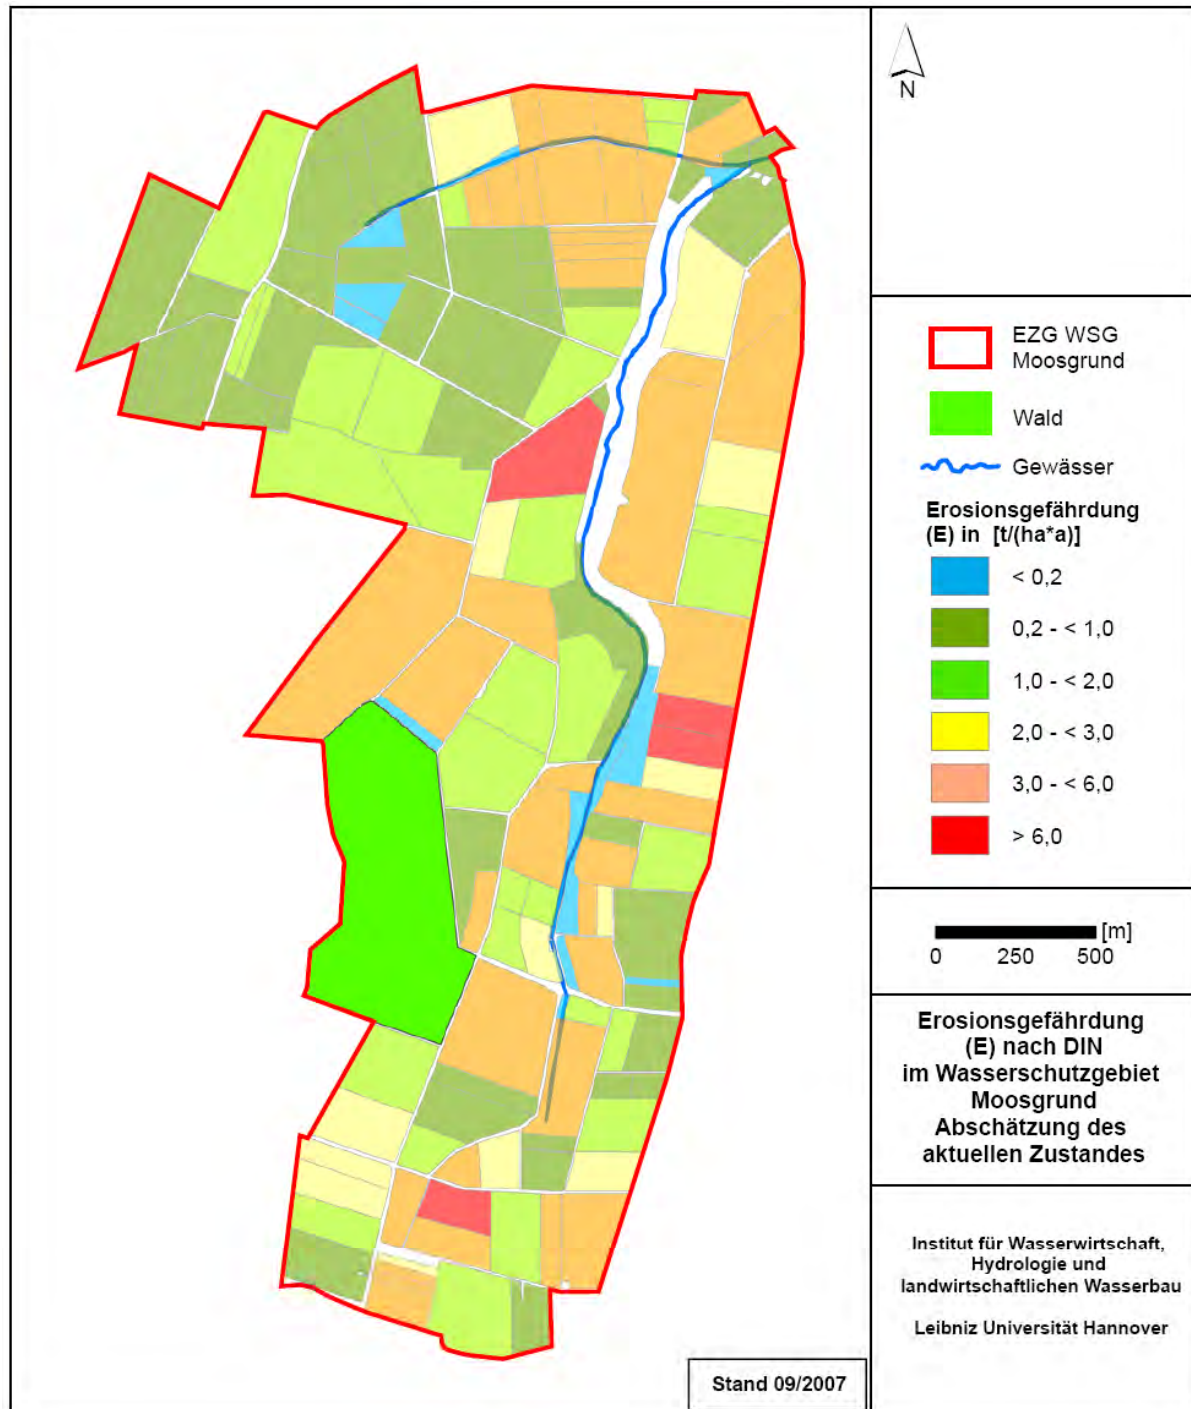 N
EZG WSG
Moosgrund
Wald
Gewässer
Erosionsgefährdung
(E) in [t/(ha*a)]
< 0,2
0,2 - < 1,0
1,0 - < 2,0
2,0 - < 3,0
3,0 - < 6,0
> 6,0
[m]
0 250 500
Erosionsgefährdung
(E) nach DIN
im Wasserschutzgebiet
Moosgrund
Abschätzung des
aktuellen Zustandes
Institut für Wasserwirtschaft,
Hydrologie und
landwirtschaftlichen Wasserbau
Leibniz Universität Hannover
Stand 09/2007